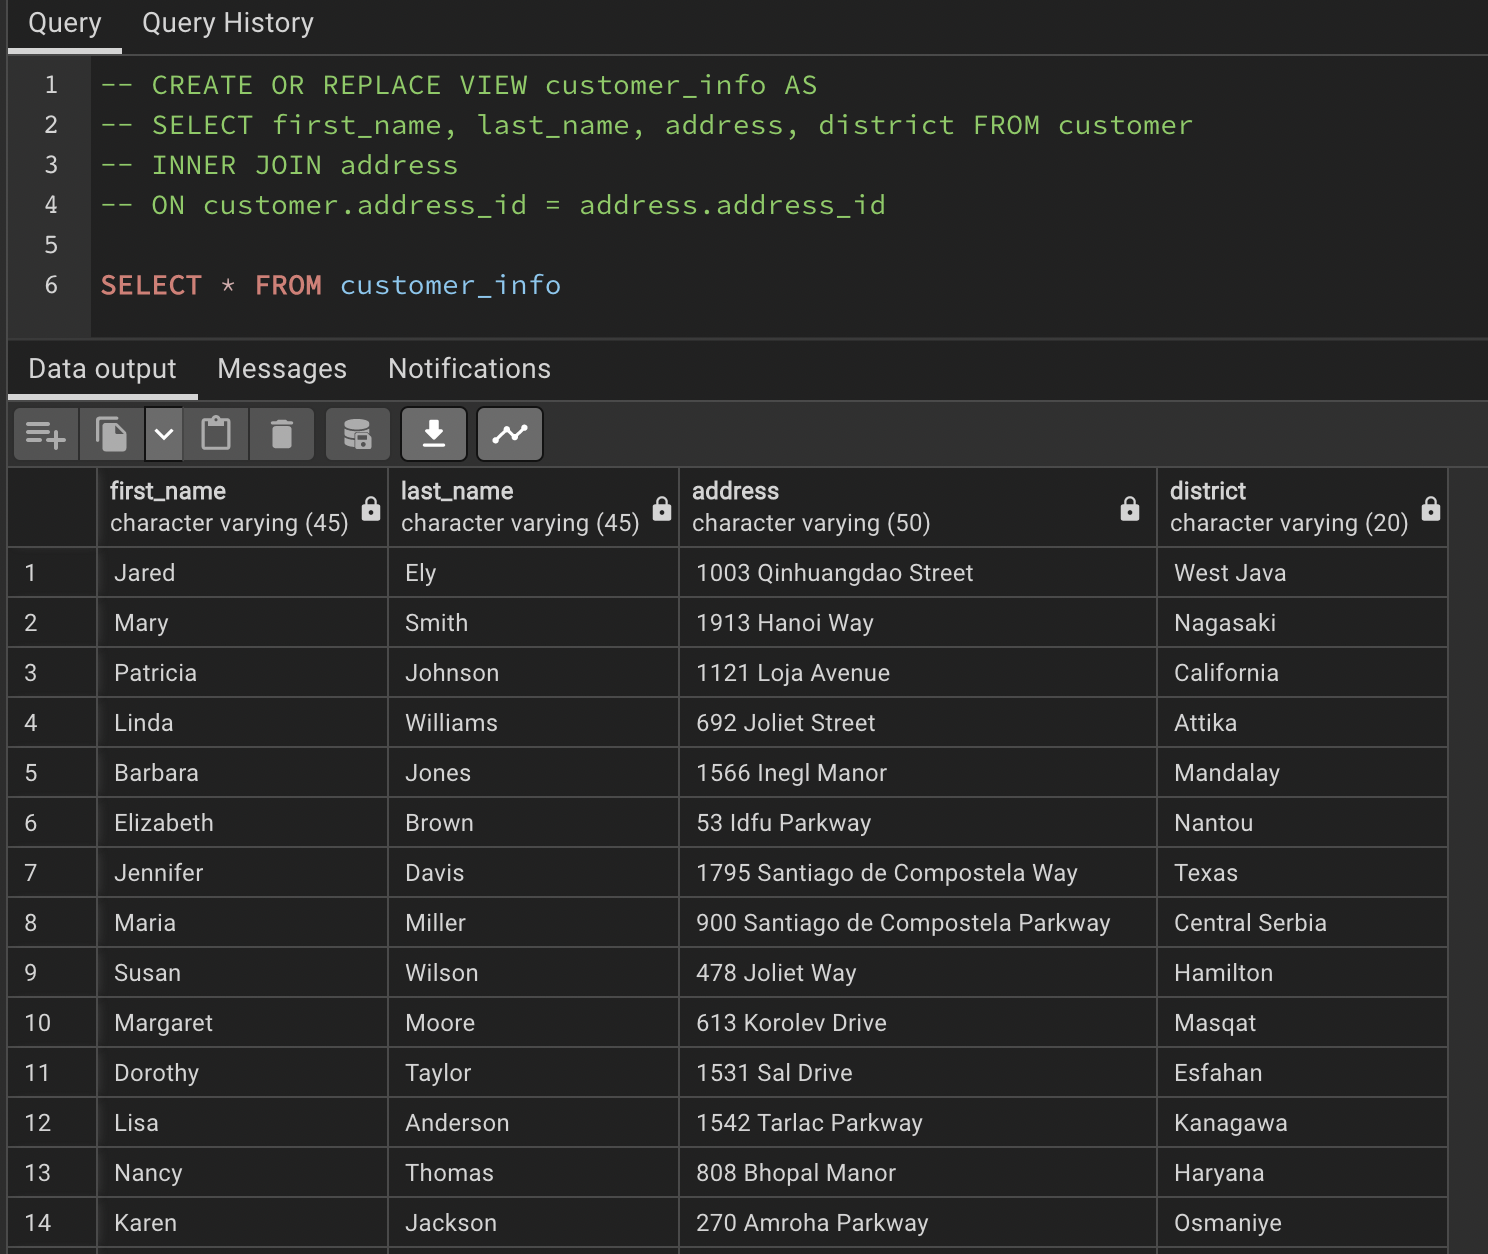 Query Query History
1 -- CREATE OR REPLACE VIEW customer_info AS
2 -- SELECT first_name, last_name, address, district FROM customer
3 -- INNER JOIN address
4 -- ON customer.address_id = address.address_id
5
6 SELECT * FROM customer_info
Data output Messages Notifications
first_name last_name address district
character varying (45) character varying (45) character varying (50) character varying (20)
1 Jared Ely 1003 Qinhuangdao Street West Java
2 Mary Smith 1913 Hanoi Way Nagasaki
3 Patricia Johnson 1121 Loja Avenue California
4 Linda Williams 692 Joliet Street Attika
5 Barbara Jones 1566 Inegl Manor Mandalay
6 Elizabeth Brown 53 Idfu Parkway Nantou
7 Jennifer Davis 1795 Santiago de Compostela Way Texas
8 Maria Miller 900 Santiago de Compostela Parkway Central Serbia
9 Susan Wilson 478 Joliet Way Hamilton
10 Margaret Moore 613 Korolev Drive Masqat
11 Dorothy Taylor 1531 Sal Drive Esfahan
12 Lisa Anderson 1542 Tarlac Parkway Kanagawa
13 Nancy Thomas 808 Bhopal Manor Haryana
14 Karen Jackson 270 Amroha Parkway Osmaniye